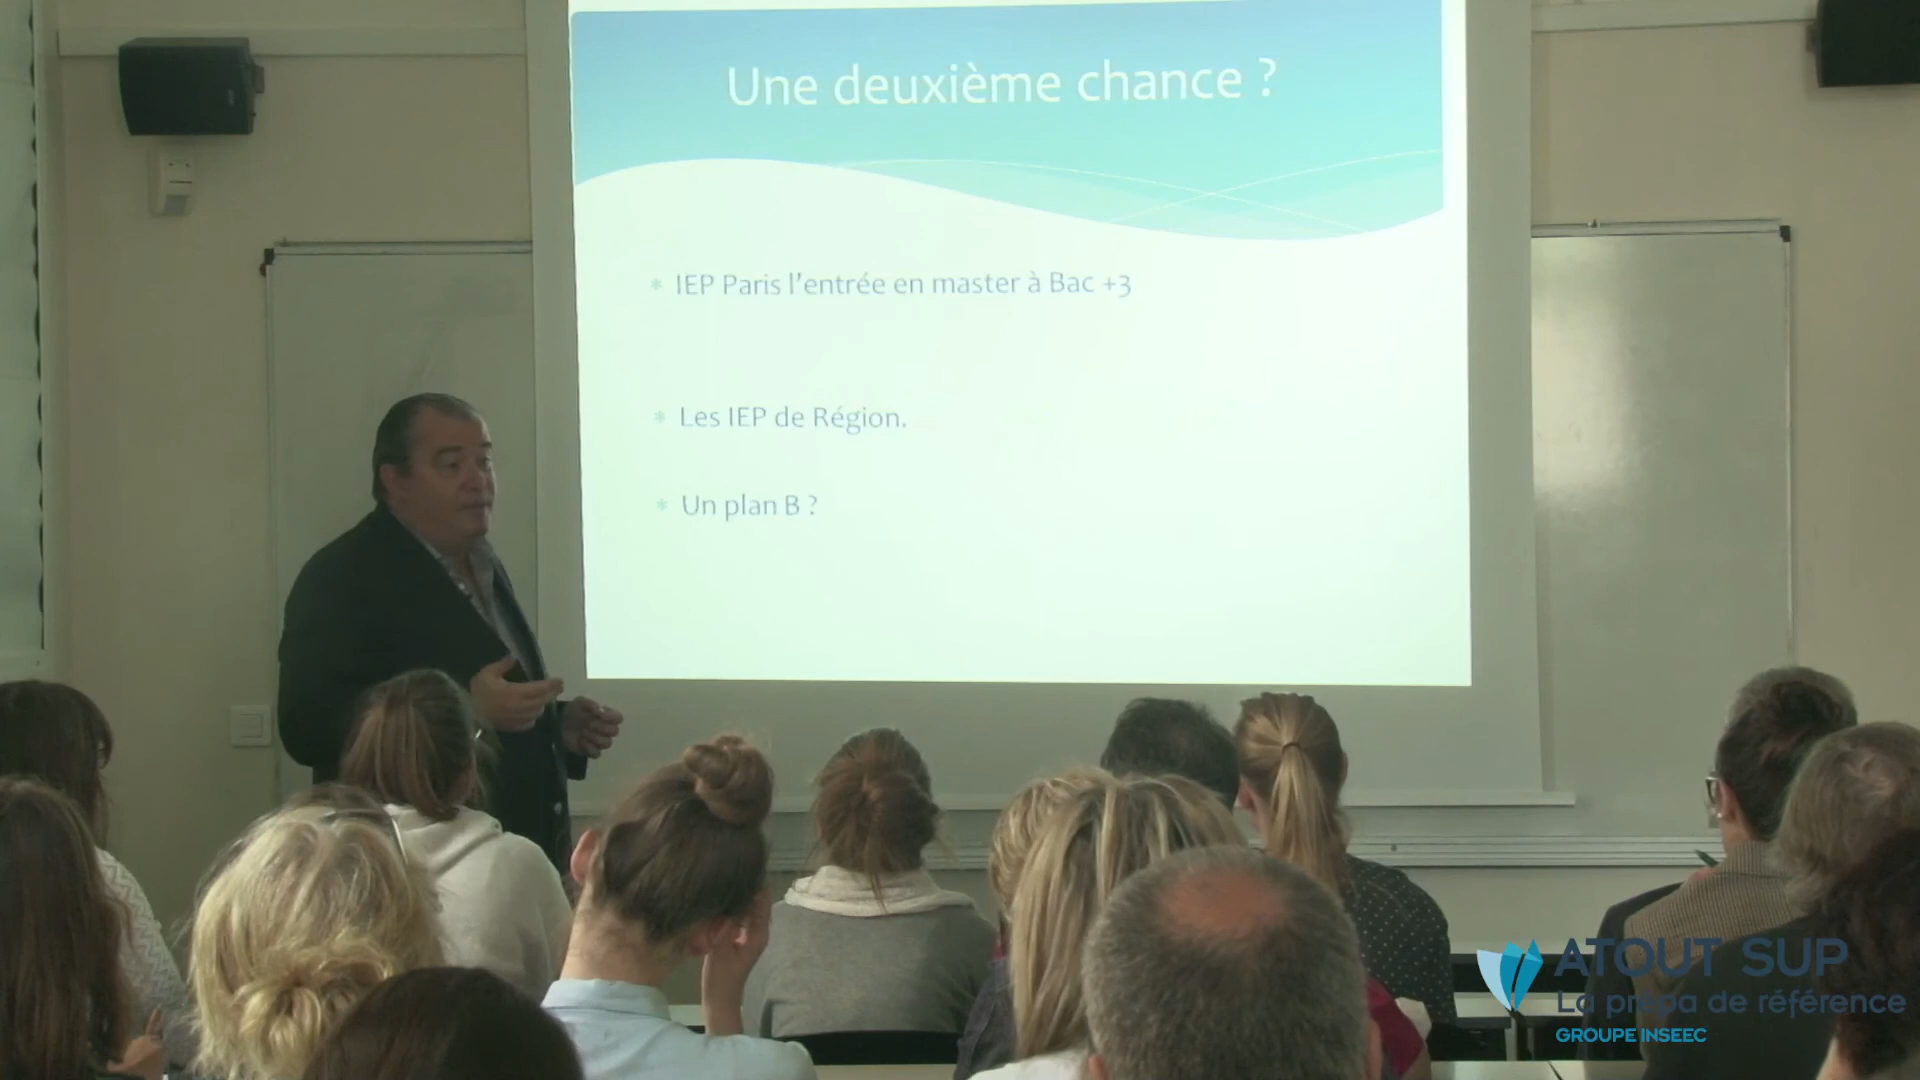 Une deuxième chance ?
* IEP Paris l'entrée en master à Bac +3
* Les IEP de Région.
* Un plan B ?
ATOUT SUP
La prépa de référence
GROUPE INSEEC